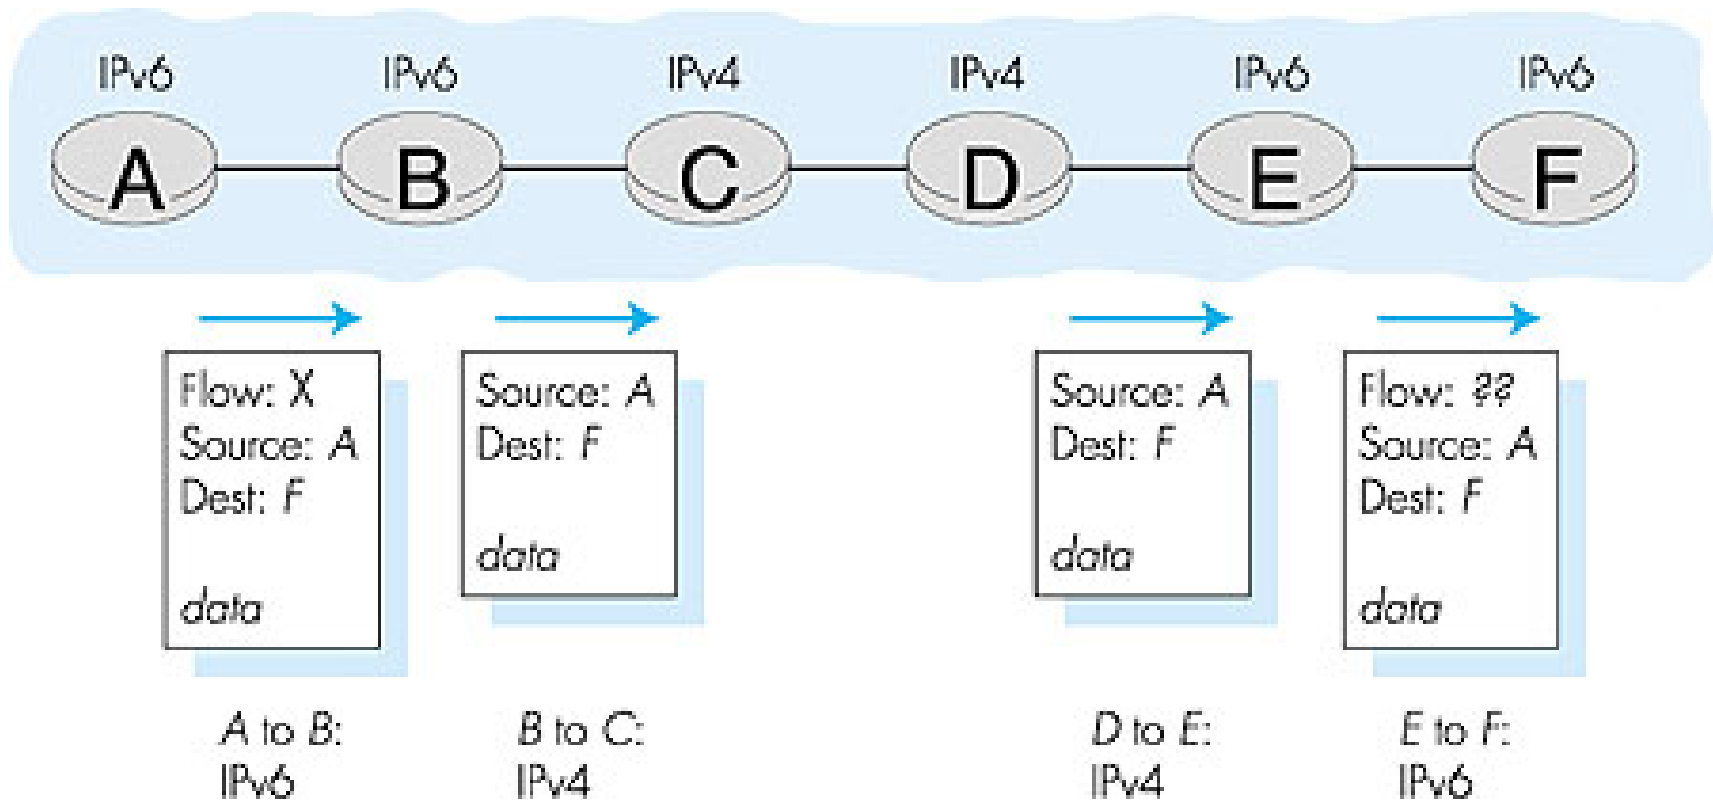 IPv6 IPv6 IPv4 IPv4 IPv6 IPv6
A B C D E F
Flow: X
Source: A
Dest: F
data
A to B:
IPv6
Source: A
Dest: F
data
B to C:
IPv4
Source: A
Dest: F
data
D to E:
IPv4
Flow: ??
Source: A
Dest: F
data
E to F:
IPv6